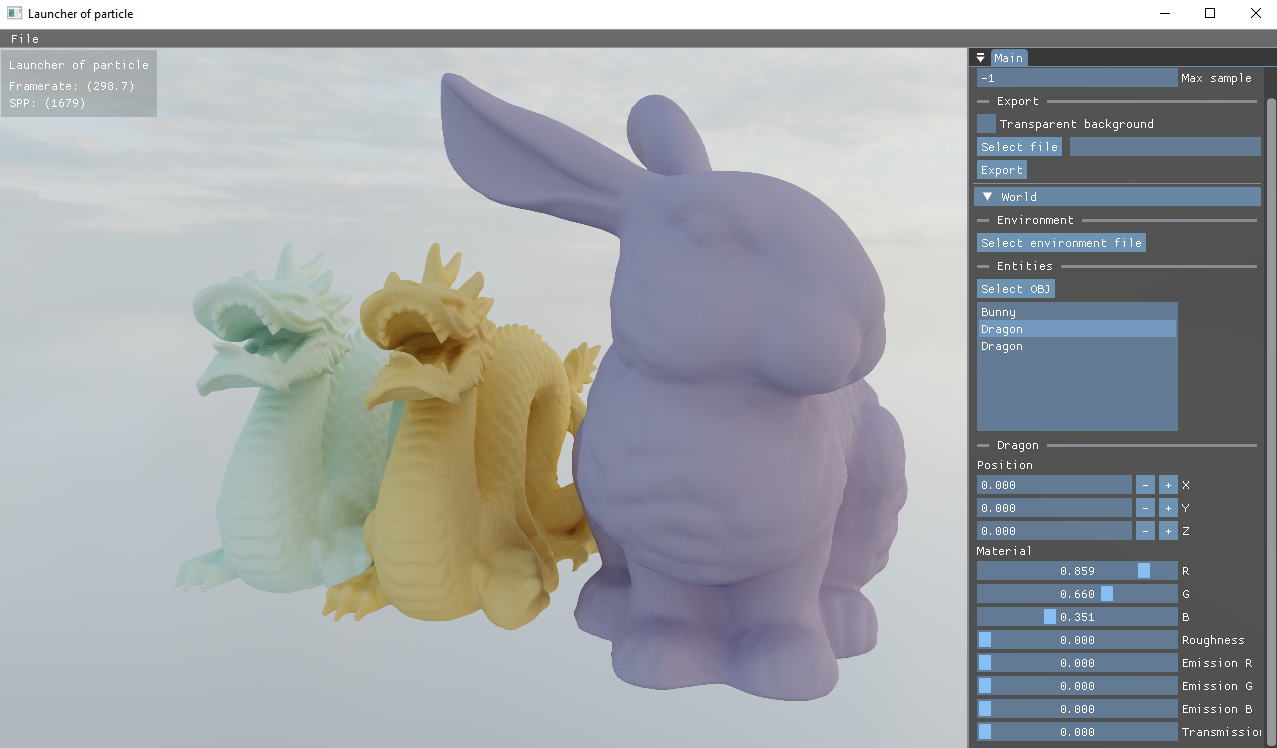 Launcher of particle
File
Launcher of particle
Framerate: (298.7)
SPP: (1679)
Main
-1 Max sample
Export
Transparent background
Select file
Export
World
Environment
Select environment file
Entities
Select OBJ
Bunny
Dragon
Dragon
Dragon
Position
0.000 - + X
0.000 - + Y
0.000 - + Z
Material
0.859 R
0.660 G
0.351 B
0.000 Roughness
0.000 Emission R
0.000 Emission G
0.000 Emission B
0.000 Transmissio